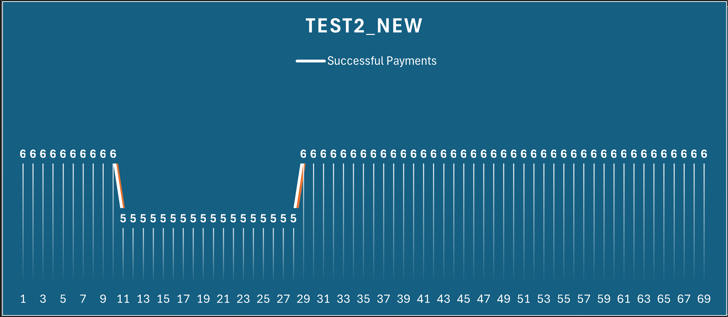 TEST2_NEW
Successful Payments
6 6 6 6 6 6 6 6 6 6 6 6 6 6 6 6 6 6 6 6 6 6 6 6 6 6 6 6 6 6 6 6 6 6 6 6 6 6 6 6 6 6 6 6 6 6 6 6 6 6 6
5 5 5 5 5 5 5 5 5 5 5 5 5 5 5 5 5 5
1 3 5 7 9 11 13 15 17 19 21 23 25 27 29 31 33 35 37 39 41 43 45 47 49 51 53 55 57 59 61 63 65 67 69